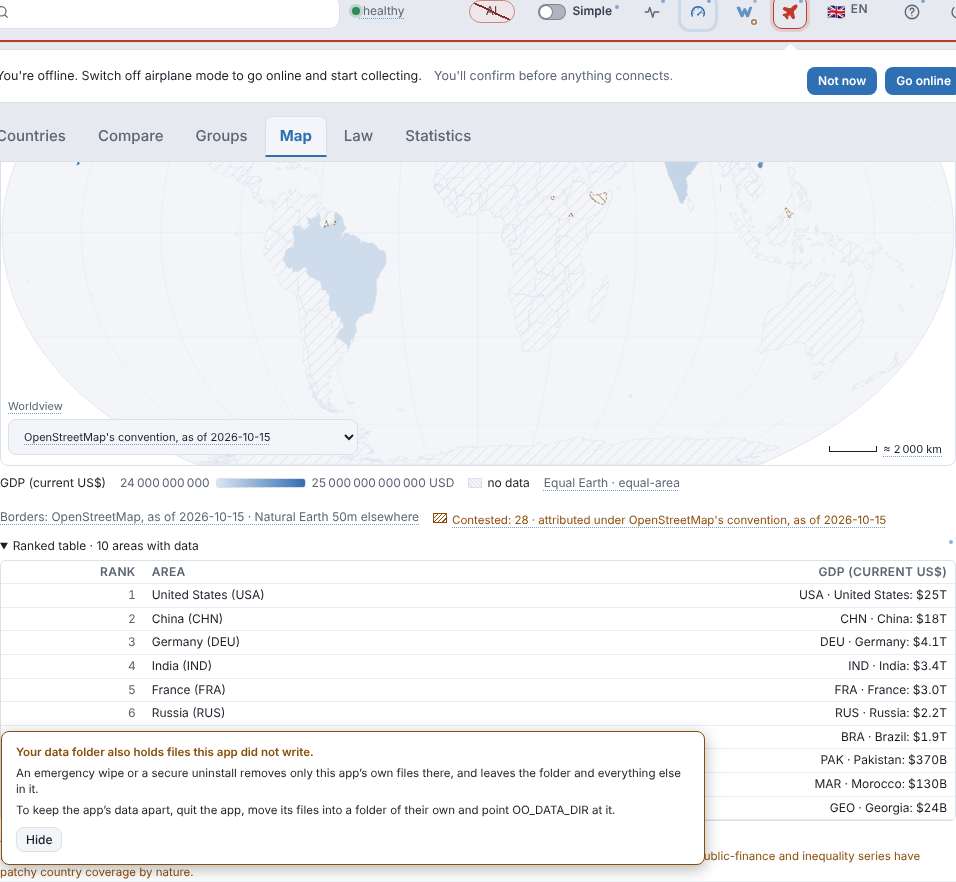 healthy
AI
Simple
W
EN
You're offline. Switch off airplane mode to go online and start collecting. You'll confirm before anything connects.
Not now
Go online
Countries Compare Groups Map Law Statistics
Worldview
OpenStreetMap's convention, as of 2026-10-15
≈ 2 000 km
GDP (current US$) 24 000 000 000 25 000 000 000 000 USD no data Equal Earth · equal-area
Borders: OpenStreetMap, as of 2026-10-15 · Natural Earth 50m elsewhere Contested: 28 · attributed under OpenStreetMap's convention, as of 2026-10-15
▼ Ranked table · 10 areas with data
RANK AREA GDP (CURRENT US$)
1 United States (USA) USA · United States: $25T
2 China (CHN) CHN · China: $18T
3 Germany (DEU) DEU · Germany: $4.1T
4 India (IND) IND · India: $3.4T
5 France (FRA) FRA · France: $3.0T
6 Russia (RUS) RUS · Russia: $2.2T
BRA · Brazil: $1.9T
PAK · Pakistan: $370B
MAR · Morocco: $130B
GEO · Georgia: $24B
Your data folder also holds files this app did not write.
An emergency wipe or a secure uninstall removes only this app's own files there, and leaves the folder and everything else
in it.
To keep the app's data apart, quit the app, move its files into a folder of their own and point OO_DATA_DIR at it.
Hide
ublic-finance and inequality series have
patchy country coverage by nature.